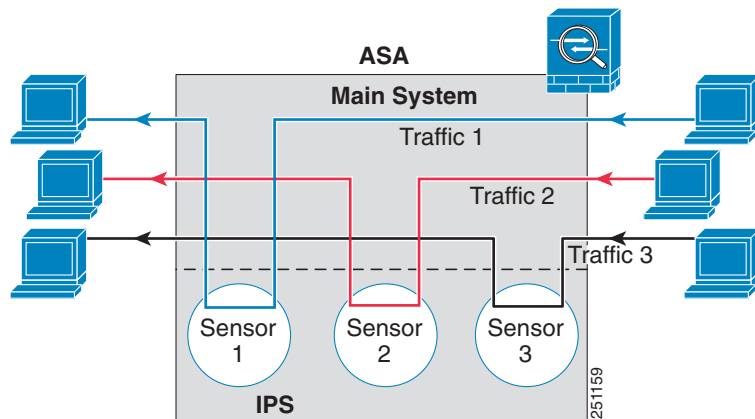 ASA
Main System
Traffic 1
Traffic 2
Traffic 3
Sensor
1
Sensor
2
Sensor
3
IPS
251159